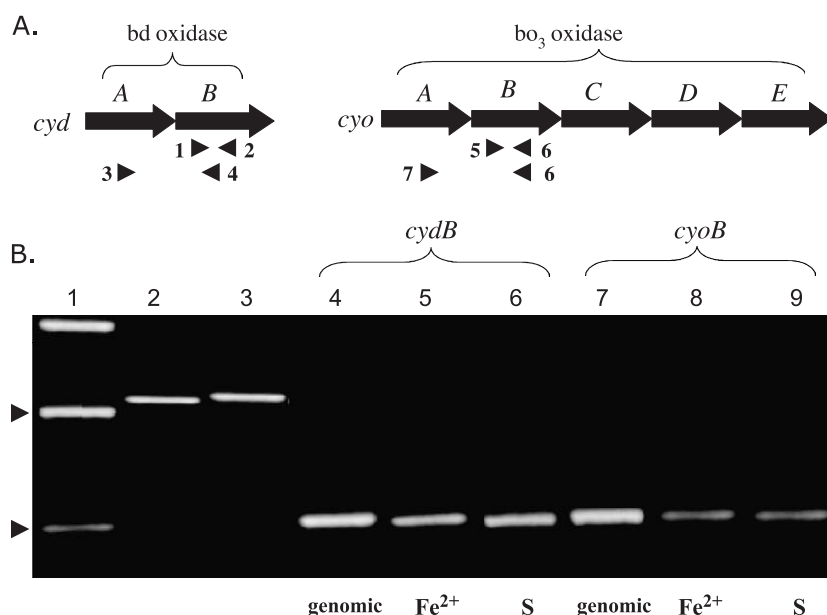 A.
bd oxidase
bo₃ oxidase
A B
A B C D E
cyd
cyo
1 2
5 6
3 4
7 6
cydB
cyoB
B.
1 2 3 4 5 6 7 8 9
genomic Fe²⁺ S genomic Fe²⁺ S